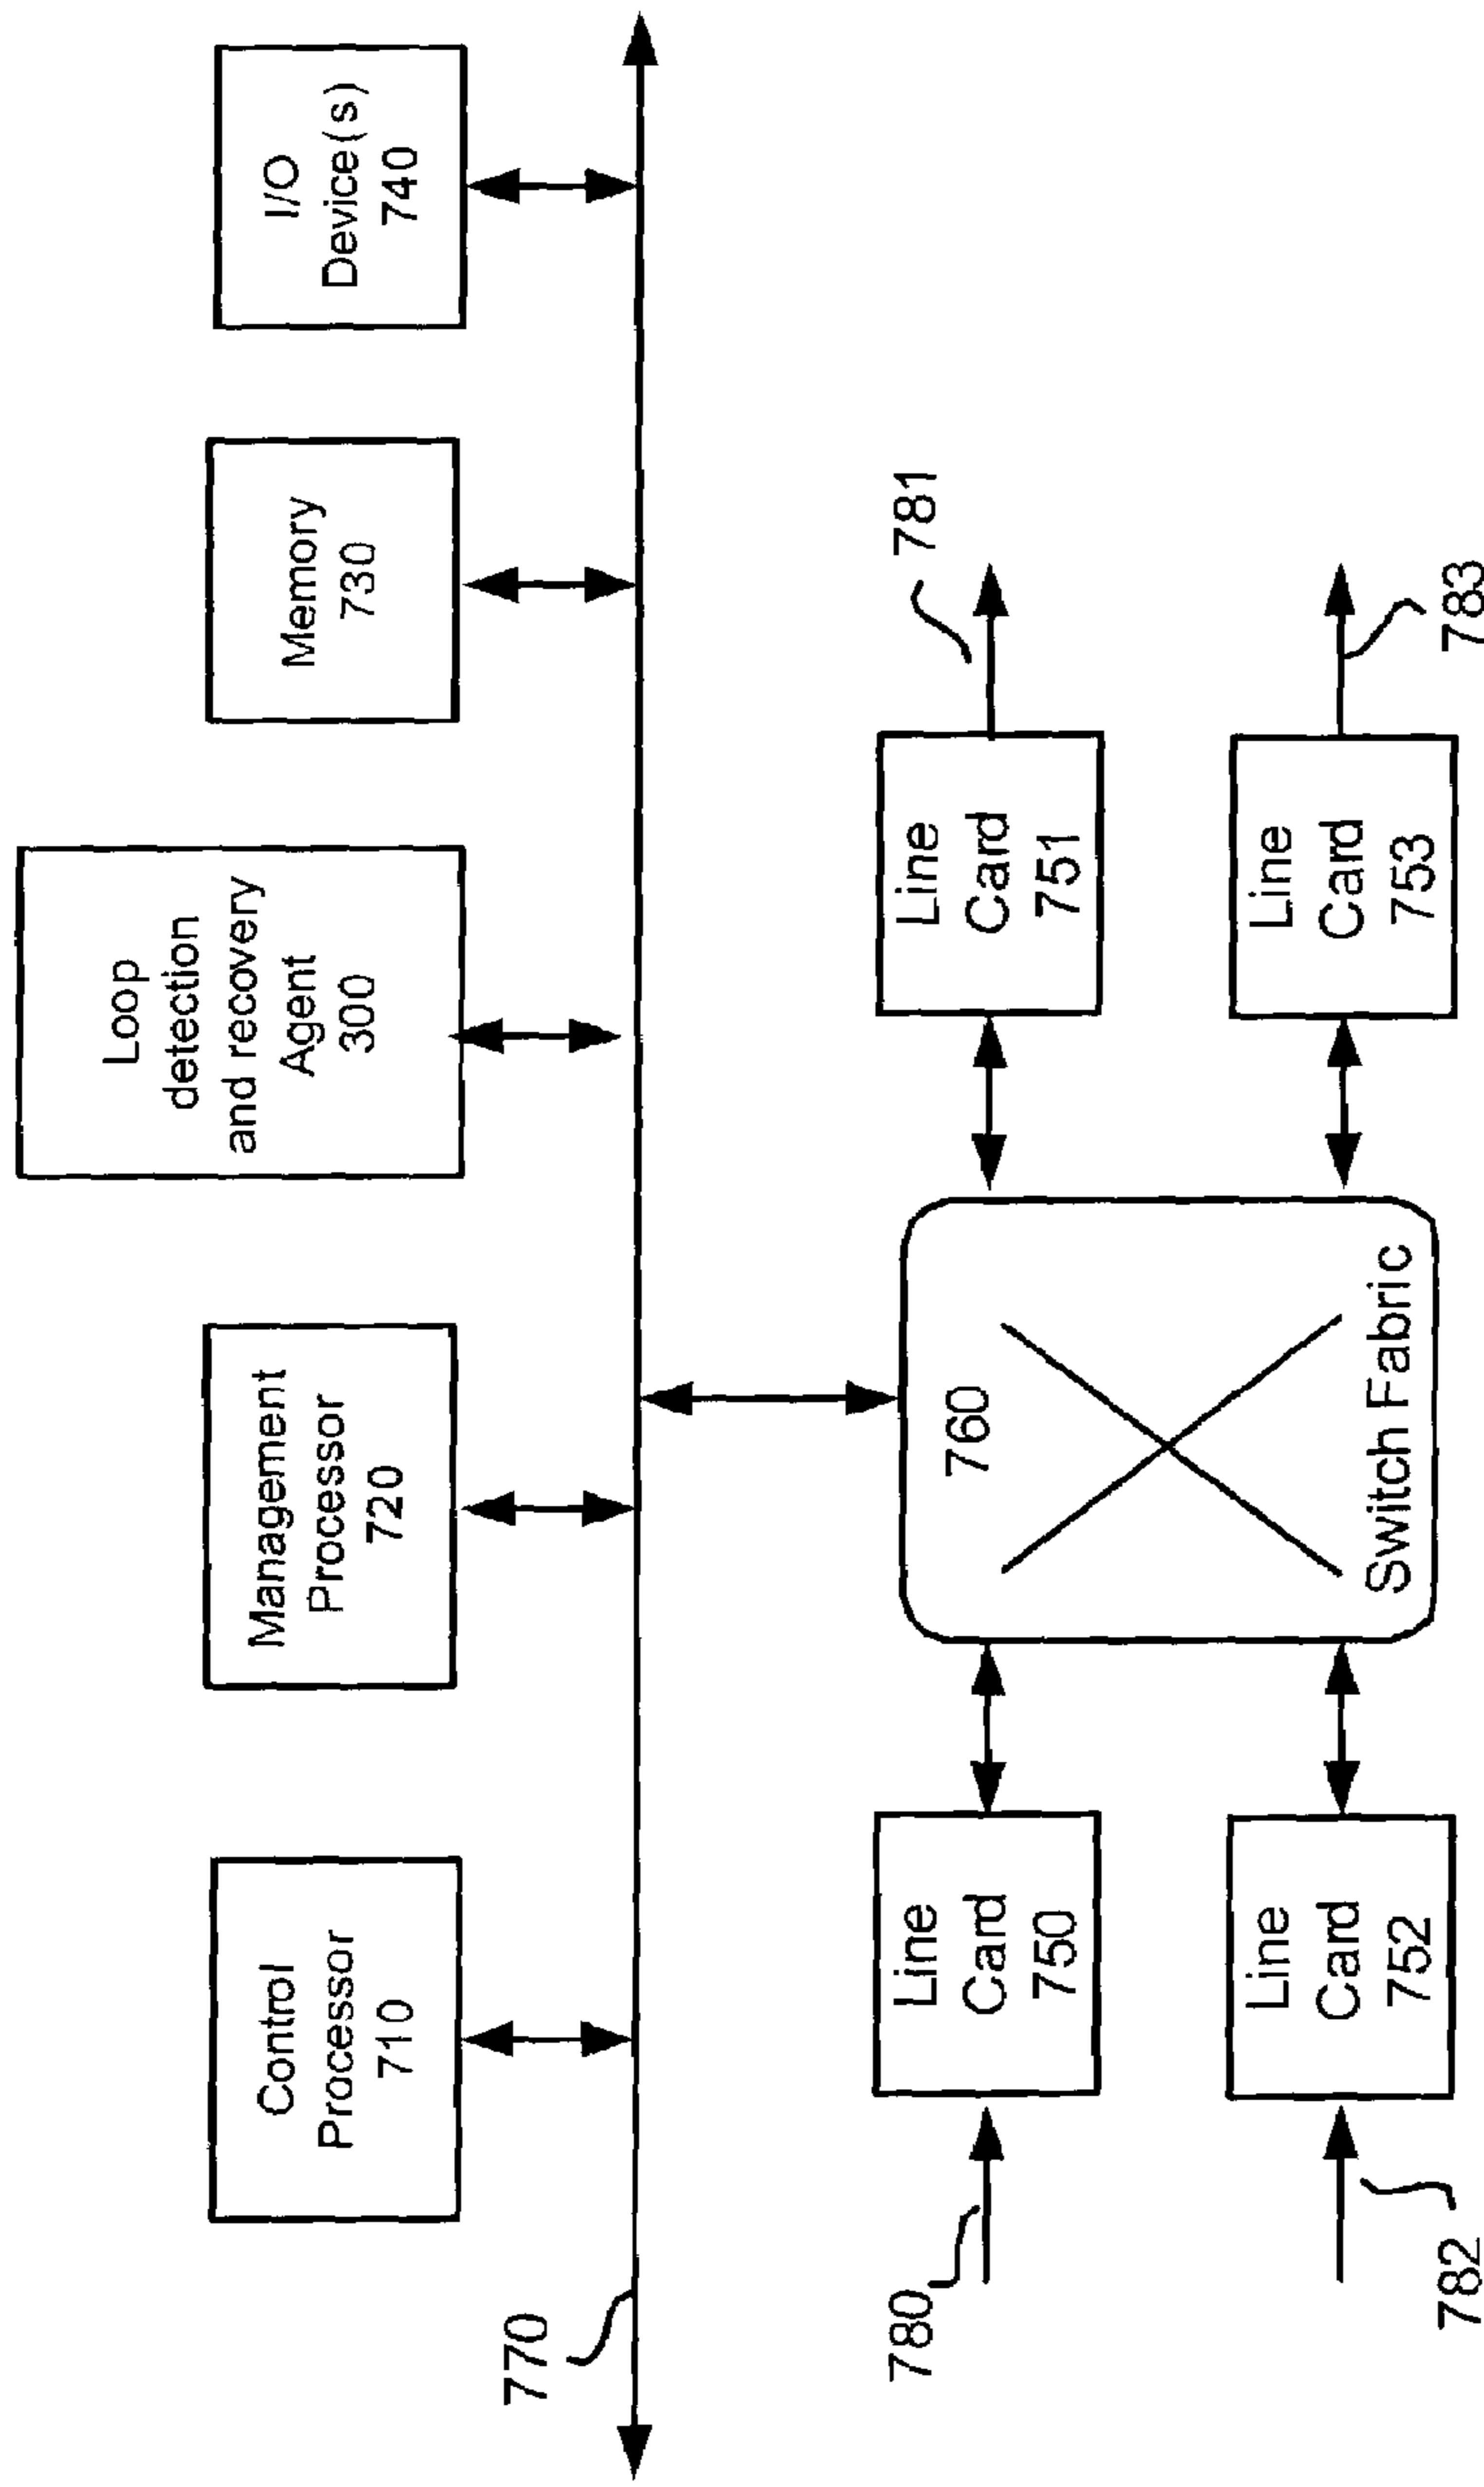 Control
Processor
710
Management
Processor
720
Loop
detection
and recovery
Agent
300
Memory
730
I/O
Device(s)
740
770
780
Line
Card
750
760
Switch Fabric
Line
Card
751
781
782
Line
Card
752
Line
Card
753
783